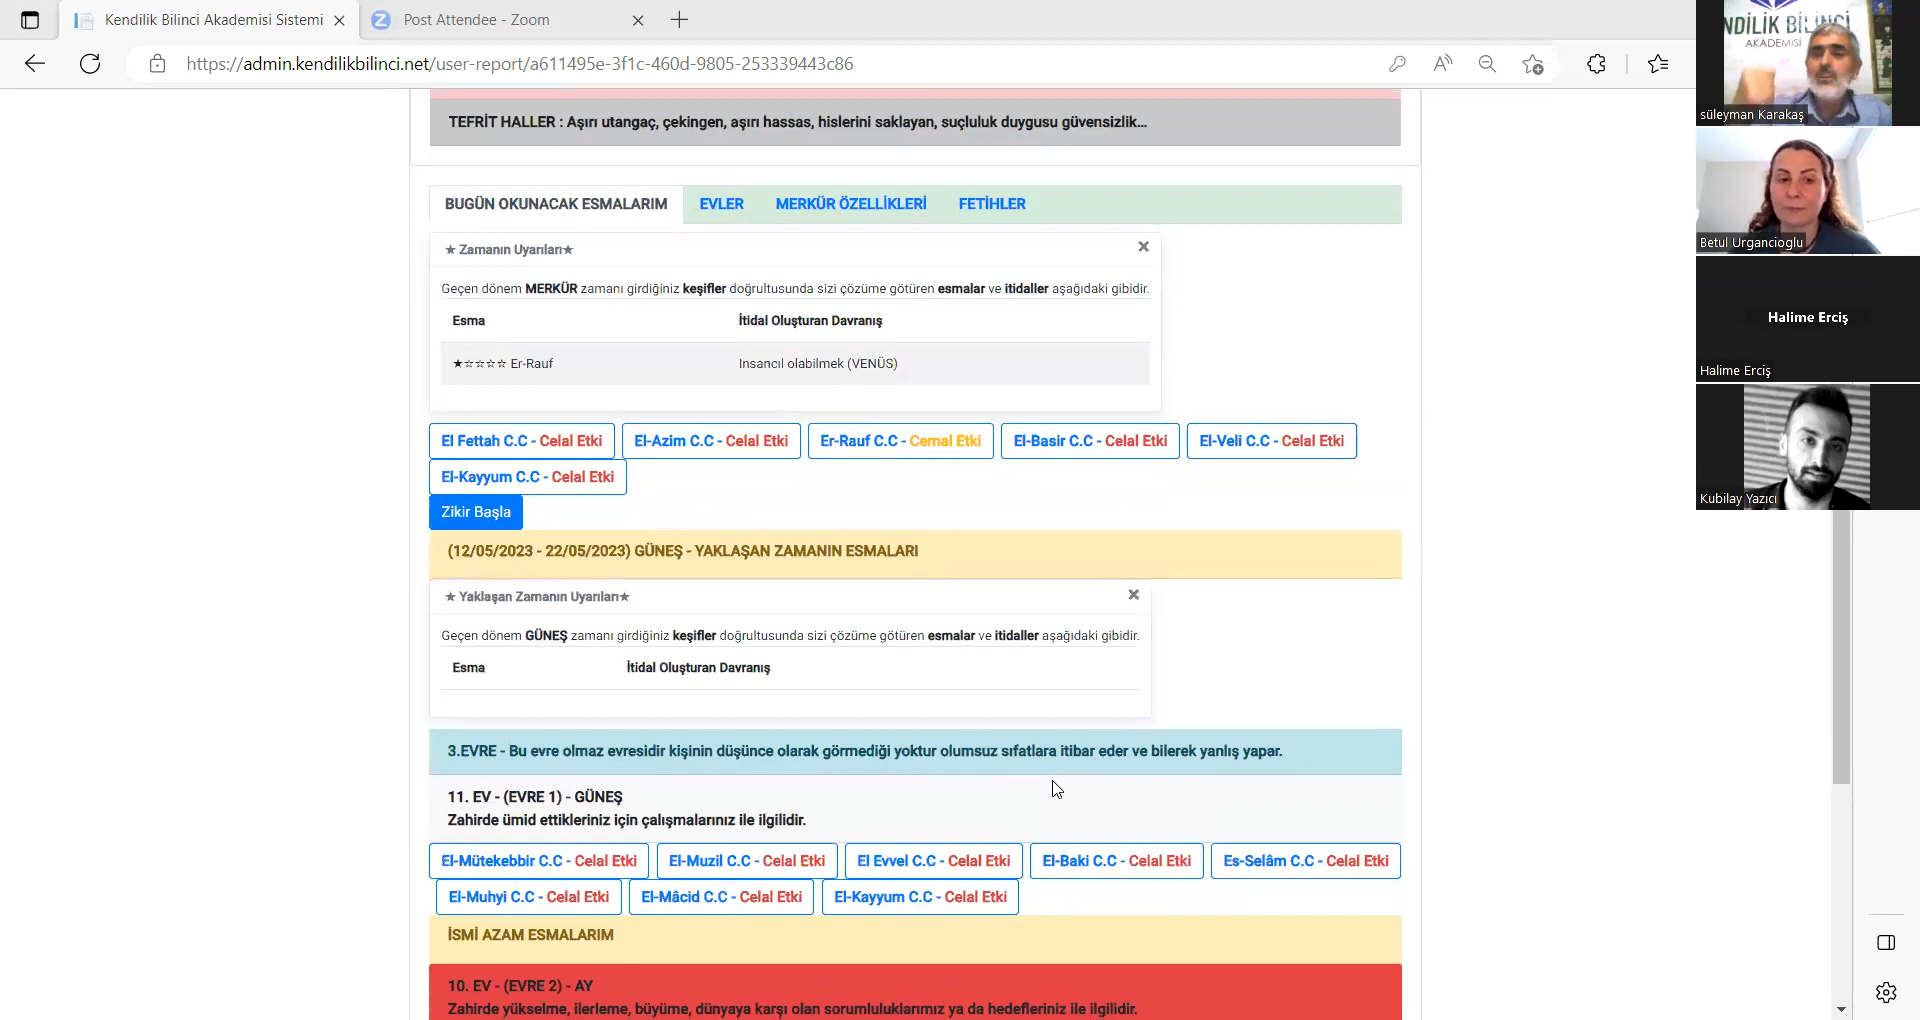 Kendilik Bilinci Akademisi Sistemi
Post Attendee - Zoom
https://admin.kendilikbilinci.net/user-report/a611495e-3f1c-460d-9805-253339443c86
TEFRİT HALLER : Aşırı utangaç, çekingen, aşırı hassas, hislerini saklayan, suçluluk duygusu güvensizlik...
BUGÜN OKUNACAK ESMALARIM EVLER MERKÜR ÖZELLİKLERİ FETİHLER
★ Zamanın Uyarıları★
Geçen dönem MERKÜR zamanı girdiğiniz keşifler doğrultusunda sizi çözüme götüren esmalar ve itidaller aşağıdaki gibidir.
Esma İtidal Oluşturan Davranış
★☆☆☆☆ Er-Rauf Insancıl olabilmek (VENÜS)
El Fettah C.C - Celal Etki El-Azim C.C - Celal Etki Er-Rauf C.C - Cemal Etki El-Basir C.C - Celal Etki El-Veli C.C - Celal Etki
El-Kayyum C.C - Celal Etki
Zikir Başla
(12/05/2023 - 22/05/2023) GÜNEŞ - YAKLAŞAN ZAMANIN ESMALARI
★ Yaklaşan Zamanın Uyarıları★
Geçen dönem GÜNEŞ zamanı girdiğiniz keşifler doğrultusunda sizi çözüme götüren esmalar ve itidaller aşağıdaki gibidir.
Esma İtidal Oluşturan Davranış
3.EVRE - Bu evre olmaz evresidir kişinin düşünce olarak görmediği yoktur olumsuz sıfatlara itibar eder ve bilerek yanlış yapar.
11. EV - (EVRE 1) - GÜNEŞ
Zahirde ümid ettikleriniz için çalışmalarınız ile ilgilidir.
El-Mütekebbir C.C - Celal Etki El-Muzil C.C - Celal Etki El Evvel C.C - Celal Etki El-Baki C.C - Celal Etki Es-Selâm C.C - Celal Etki
El-Muhyi C.C - Celal Etki El-Mâcid C.C - Celal Etki El-Kayyum C.C - Celal Etki
İSMİ AZAM ESMALARIM
10. EV - (EVRE 2) - AY
Zahirde yükselme, ilerleme, büyüme, dünyaya karşı olan sorumluluklarımız ya da hedefleriniz ile ilgilidir.
NDİLİK BİLİNCİ
AKADEMİSİ
süleyman Karakaş
Betul Urgancioglu
Halime Erciş
Halime Erciş
Kubilay Yazıcı